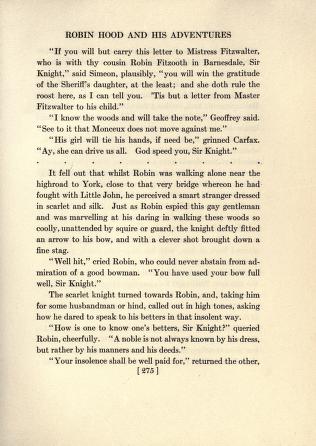 ROBIN HOOD AND HIS ADVENTURES
"If you will but carry this letter to Mistress Fitzwalter,
who is with thy cousin Robin Fitzooth in Barnesdale, Sir
Knight," said Simeon, plausibly, "you will win the gratitude
of the Sheriff's daughter, at the least; and she doth rule the
roost here, as I can tell you. 'Tis but a letter from Master
Fitzwalter to his child."
"I know the woods and will take the note," Geoffrey said.
"See to it that Monceux does not move against me."
"His girl will tie his hands, if need be," grinned Carfax.
"Ay, she can drive us all. God speed you, Sir Knight."
. . . . . . . .
It fell out that whilst Robin was walking alone near the
highroad to York, close to that very bridge whereon he had
fought with Little John, he perceived a smart stranger dressed
in scarlet and silk. Just as Robin espied this gay gentleman
and was marvelling at his daring in walking these woods so
coolly, unattended by squire or guard, the knight deftly fitted
an arrow to his bow, and with a clever shot brought down a
fine stag.
"Well hit," cried Robin, who could never abstain from ad-
miration of a good bowman. "You have used your bow full
well, Sir Knight."
The scarlet knight turned towards Robin, and, taking him
for some husbandman or hind, called out in high tones, asking
how he dared to speak to his betters in that insolent way.
"How is one to know one's betters, Sir Knight?" queried
Robin, cheerfully. "A noble is not always known by his dress,
but rather by his manners and his deeds."
"Your insolence shall be well paid for," returned the other,
[ 275 ]